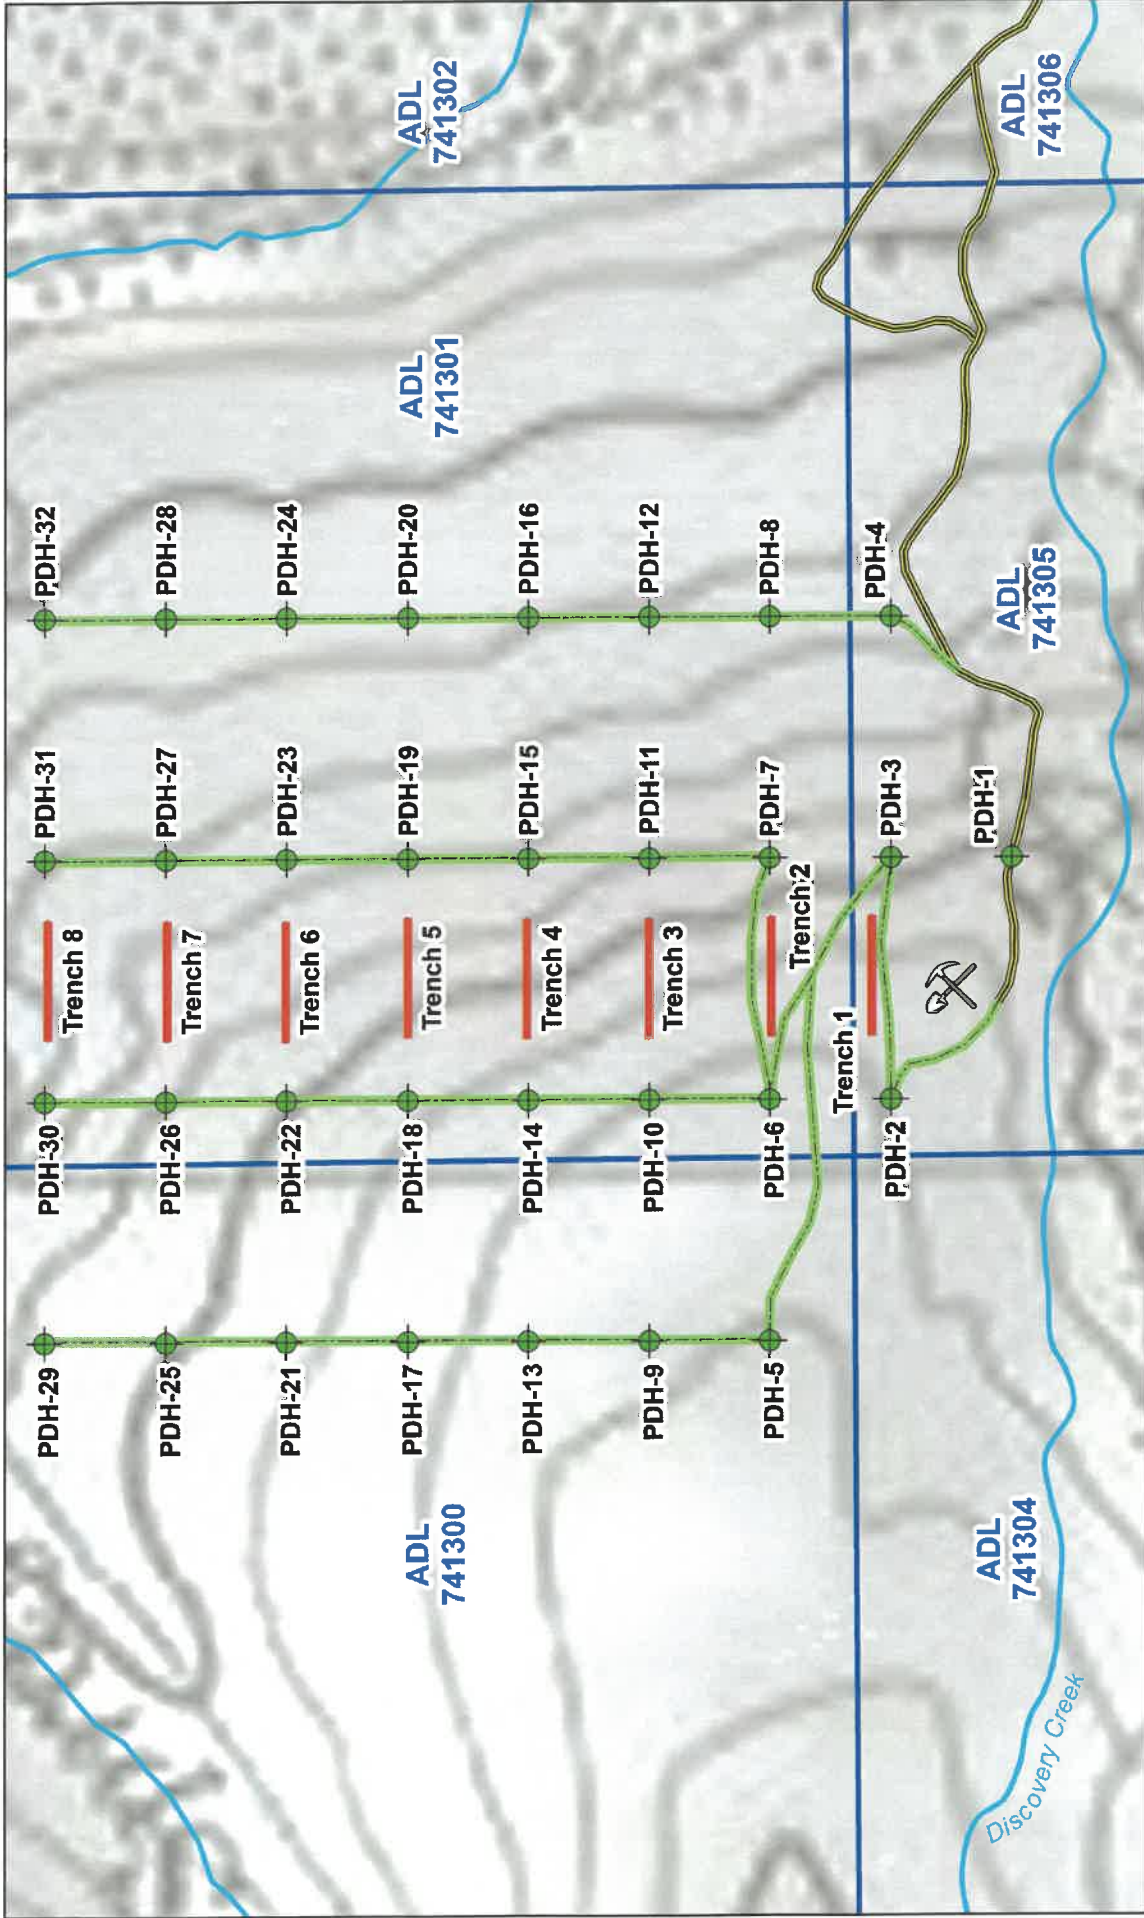 PDH-29
PDH-30
PDH-31
PDH-32
Trench 8
PDH-25
PDH-26
PDH-27
PDH-28
Trench 7
PDH-21
PDH-22
PDH-23
PDH-24
Trench 6
PDH-17
PDH-18
PDH-19
PDH-20
Trench 5
ADL
741300
ADL
741301
ADL
741302
PDH-13
PDH-14
PDH-15
PDH-16
Trench 4
PDH-9
PDH-10
PDH-11
PDH-12
Trench 3
PDH-5
PDH-6
PDH-7
PDH-8
Trench 2
Trench 1
PDH-2
PDH-3
PDH-4
PDH-1
ADL
741304
ADL
741305
ADL
741306
Discovery Creek